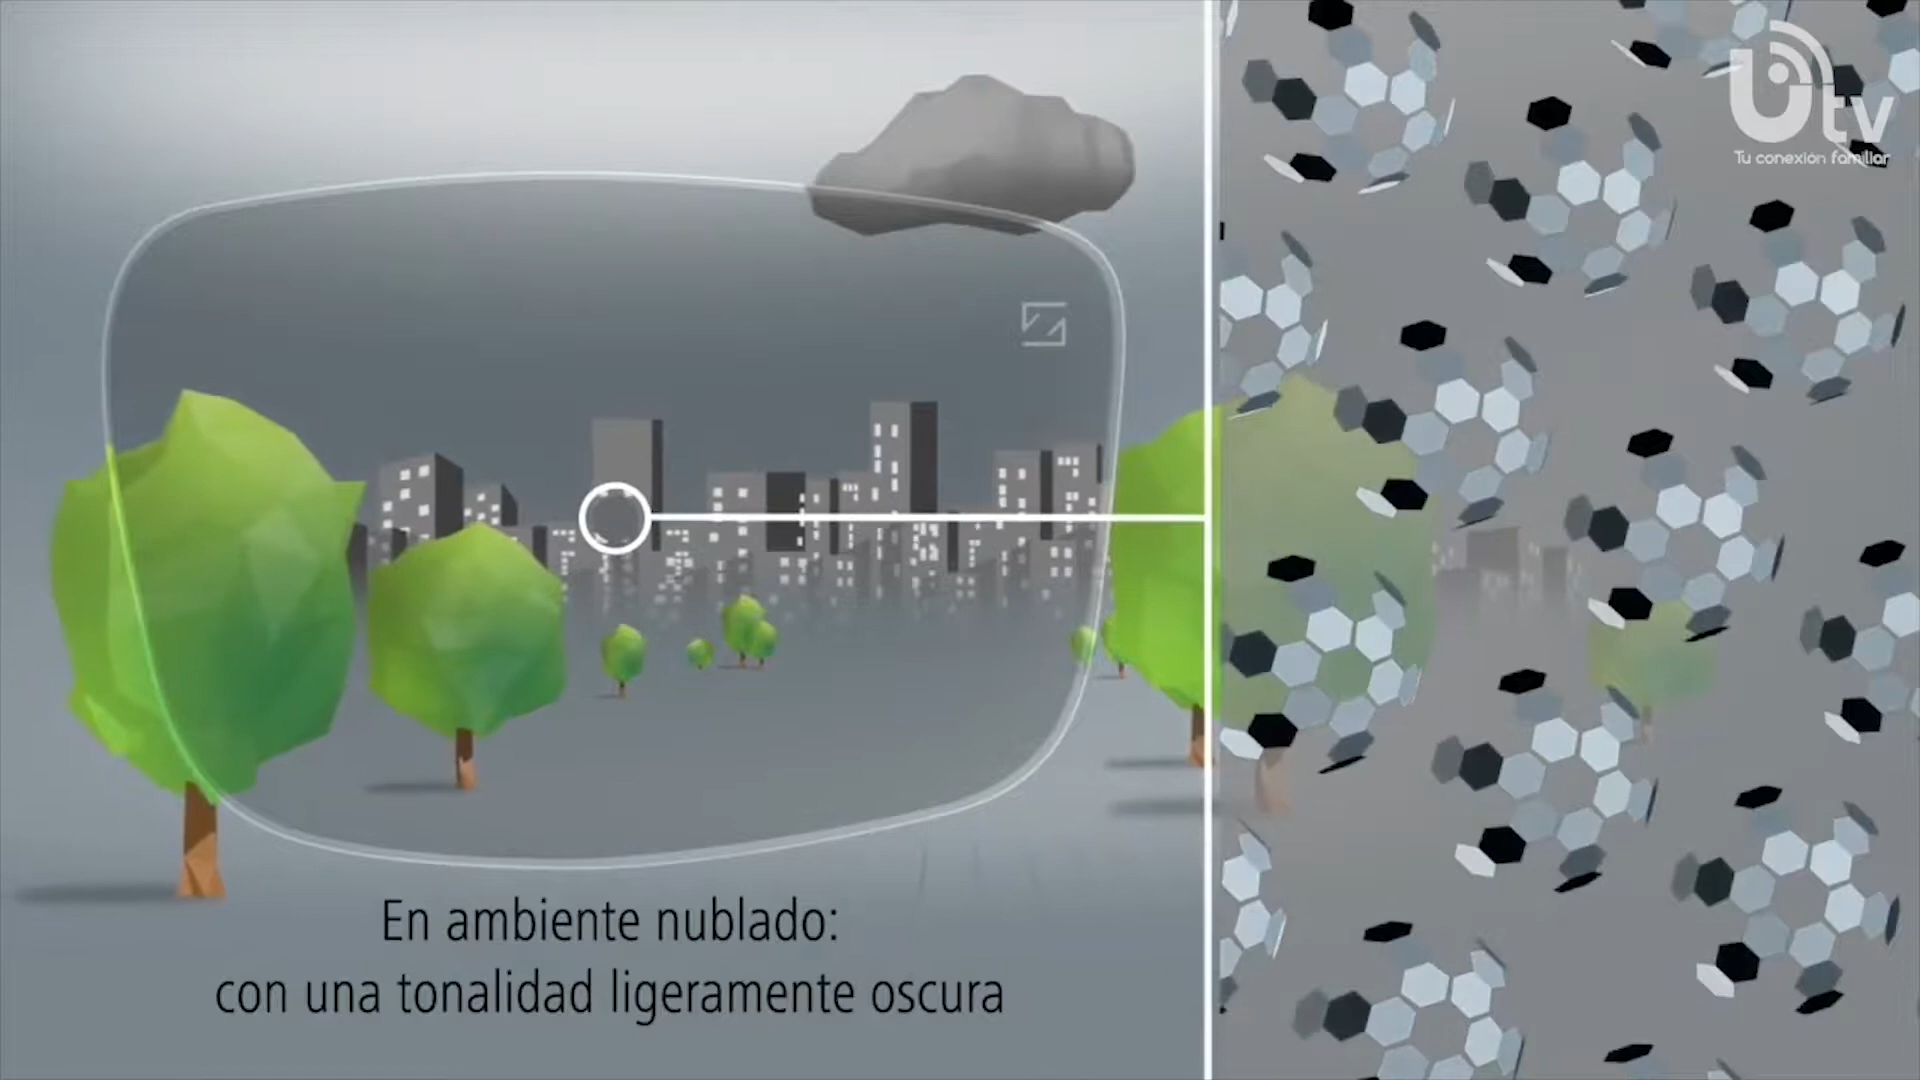 Utv
Tu conexión familiar
En ambiente nublado:
con una tonalidad ligeramente oscura